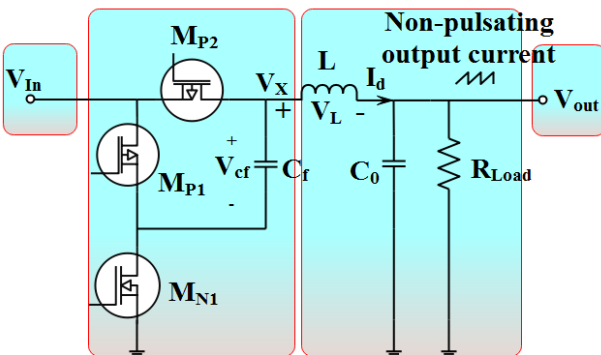 Non-pulsating
output current
M_P2
V_In
V_X
L
I_d
+
V_L
-
V_out
+
V_cf
-
C_f
M_P1
C_0
R_Load
M_N1